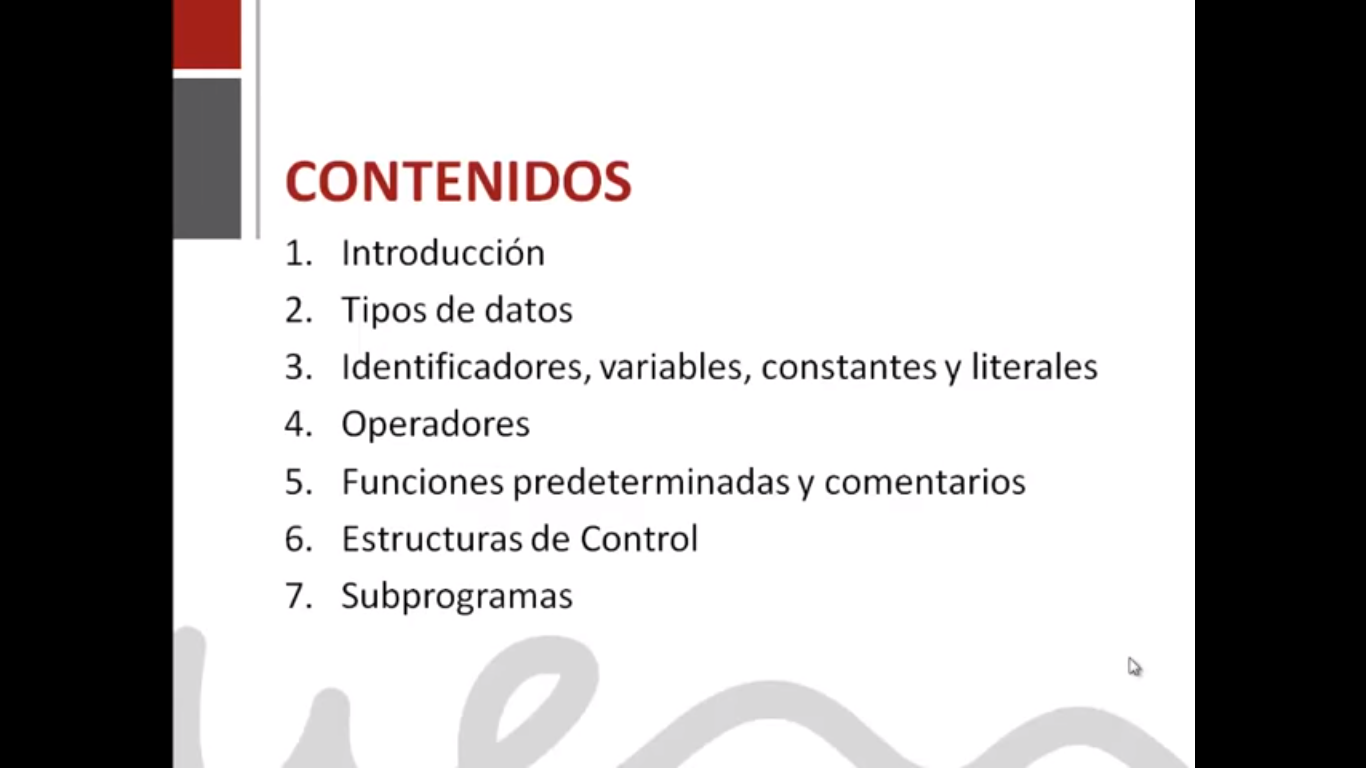 CONTENIDOS
1. Introducción
2. Tipos de datos
3. Identificadores, variables, constantes y literales
4. Operadores
5. Funciones predeterminadas y comentarios
6. Estructuras de Control
7. Subprogramas